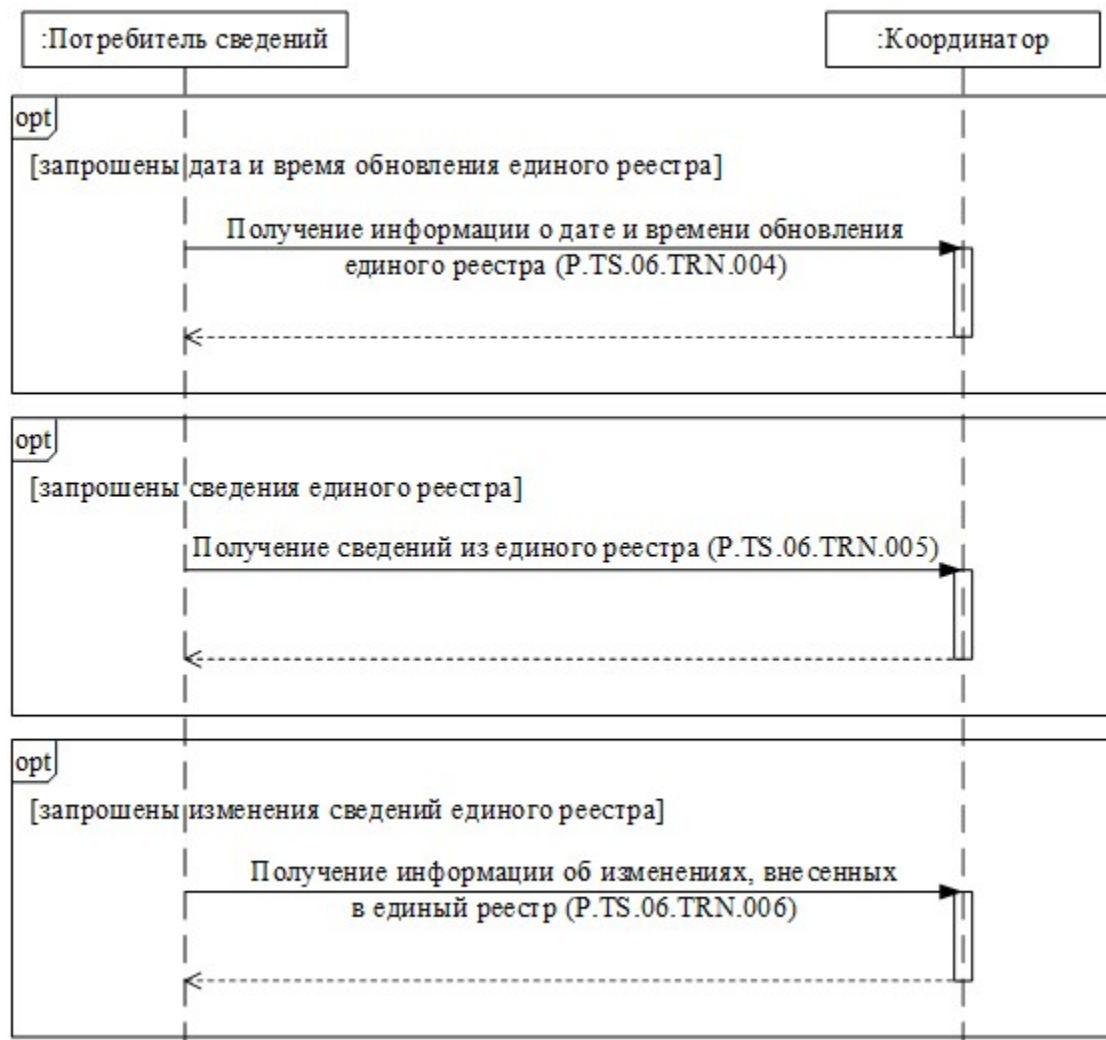 :Потребитель сведений
:Координатор
opt
[запрошены дата и время обновления единого реестра]
Получение информации о дате и времени обновления
единого реестра (P.TS.06.TRN.004)
opt
[запрошены сведения единого реестра]
Получение сведений из единого реестра (P.TS.06.TRN.005)
opt
[запрошены изменения сведений единого реестра]
Получение информации об изменениях, внесенных
в единый реестр (P.TS.06.TRN.006)